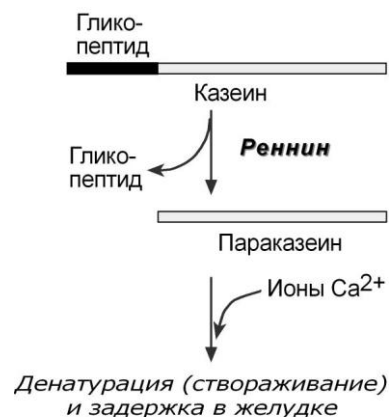 Глико-
пептид
Казеин
Реннин
Глико-
пептид
Параказеин
Ионы Ca2+
Денатурация (створаживание)
и задержка в желудке